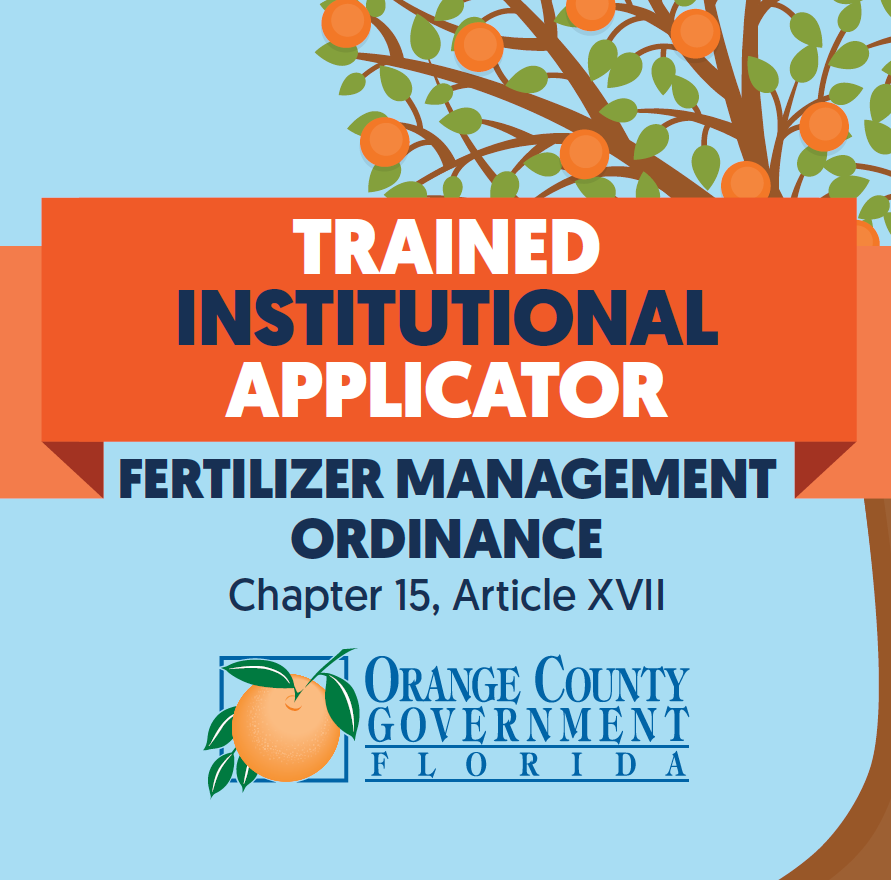 TRAINED
INSTITUTIONAL
APPLICATOR
FERTILIZER MANAGEMENT
ORDINANCE
Chapter 15, Article XVII
ORANGE COUNTY
GOVERNMENT
FLORIDA